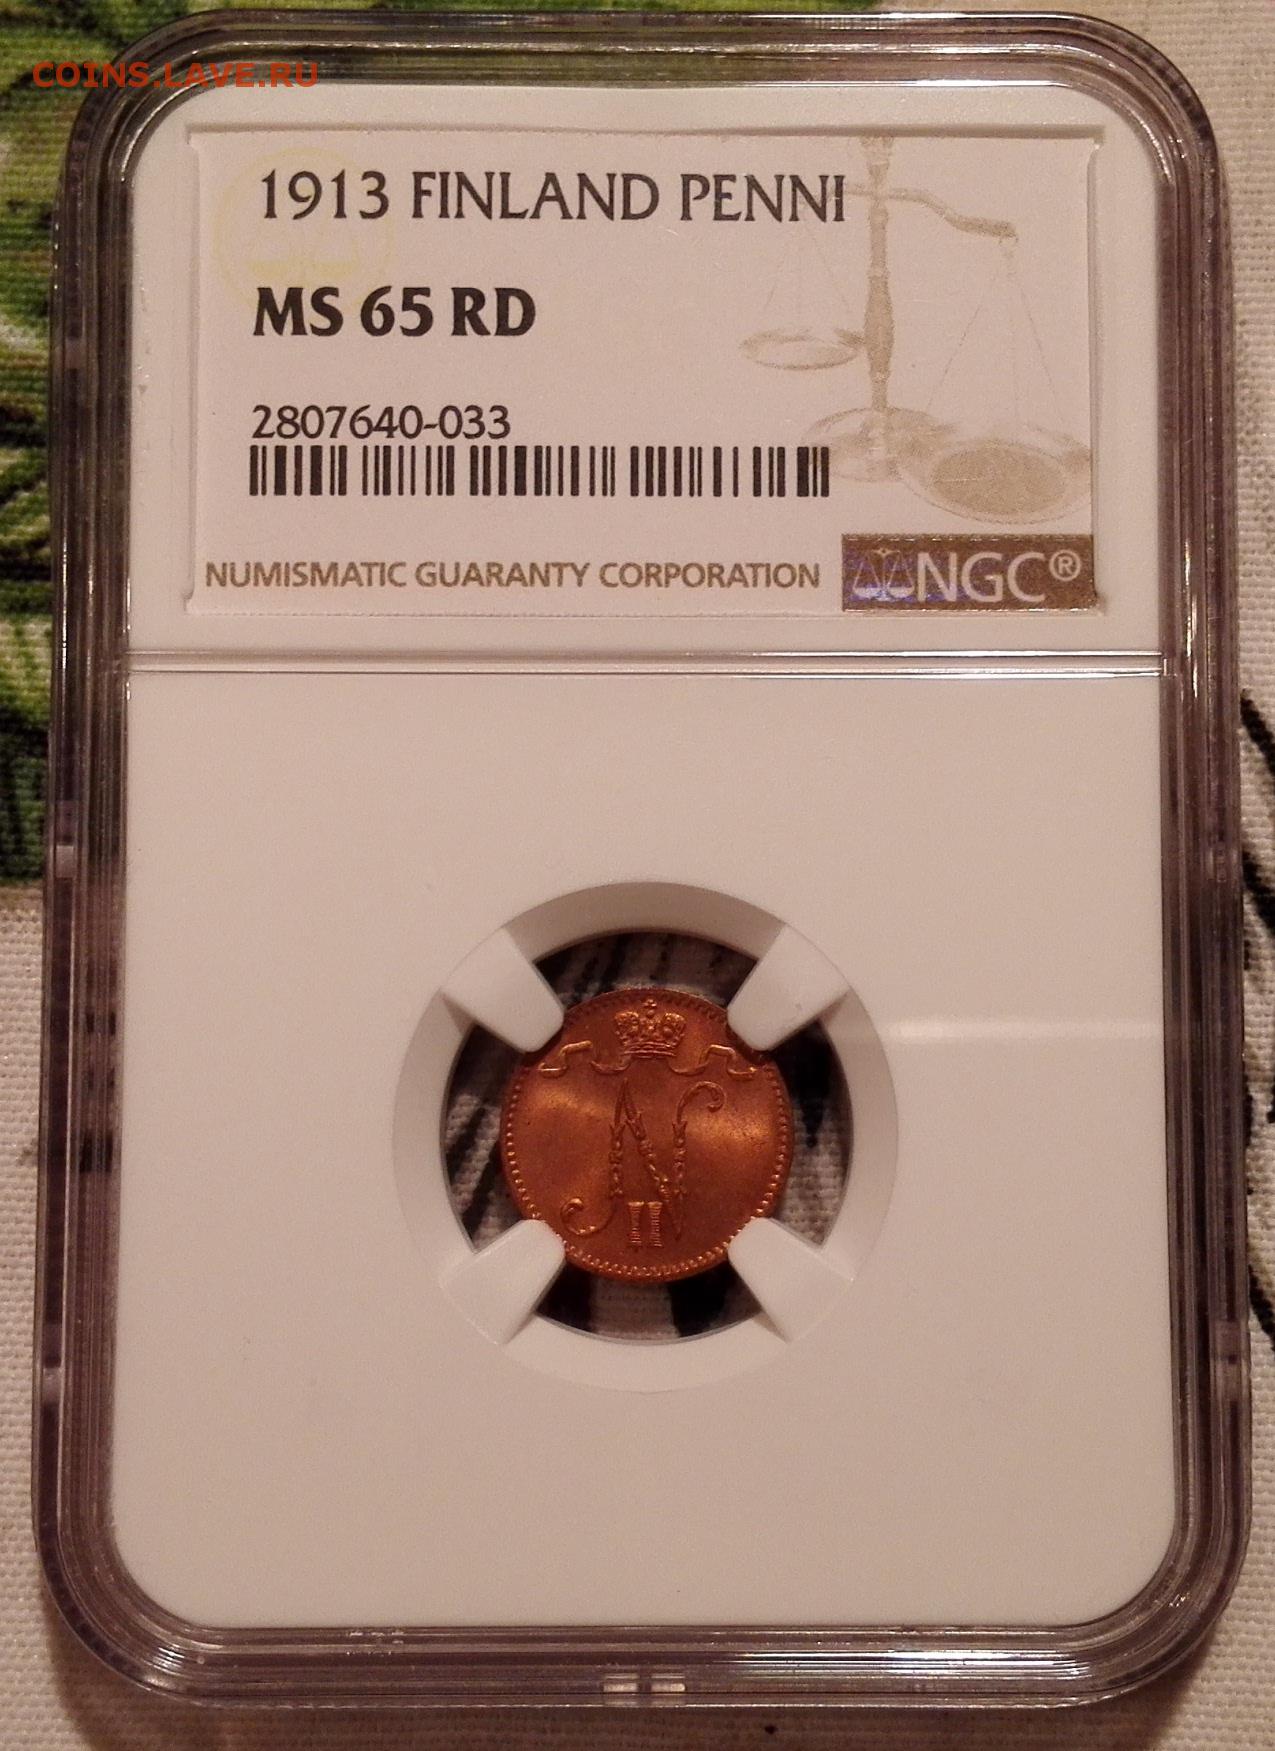 COINS.LAVE.RU
1913 FINLAND PENNI
MS 65 RD
2807640-033
NUMISMATIC GUARANTY CORPORATION NGC®
N
II